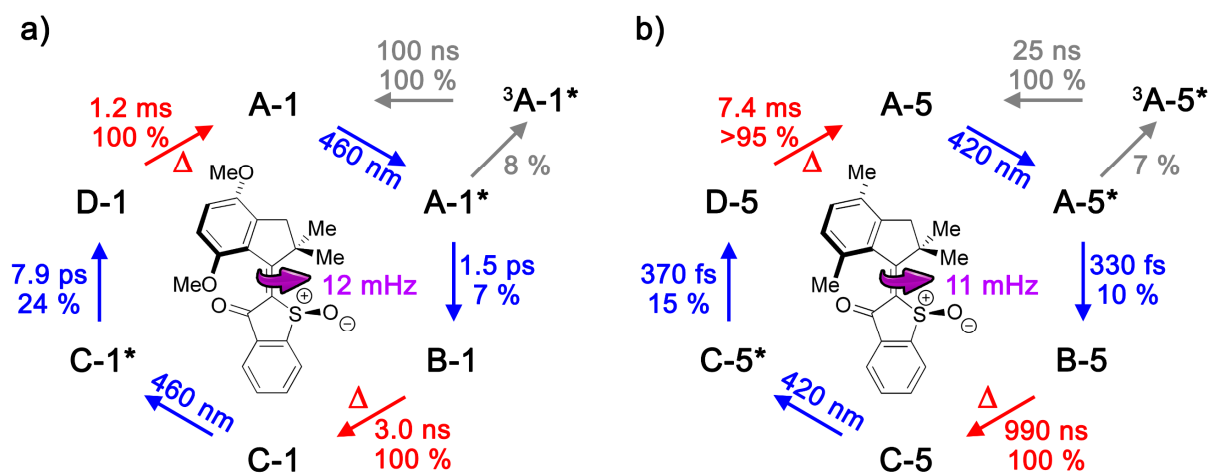 a)
100 ns
100 %
1.2 ms
100 %
Δ
A-1
³A-1*
460 nm
8 %
MeO
Me
Me
MeO
D-1
A-1*
12 mHz
7.9 ps
24 %
1.5 ps
7 %
O
S
⊕
O
⊖
C-1*
B-1
460 nm
Δ
3.0 ns
100 %
C-1
b)
25 ns
100 %
7.4 ms
>95 %
Δ
A-5
³A-5*
420 nm
7 %
Me
Me
Me
Me
D-5
A-5*
11 mHz
370 fs
15 %
330 fs
10 %
O
S
⊕
O
⊖
C-5*
B-5
420 nm
Δ
990 ns
100 %
C-5